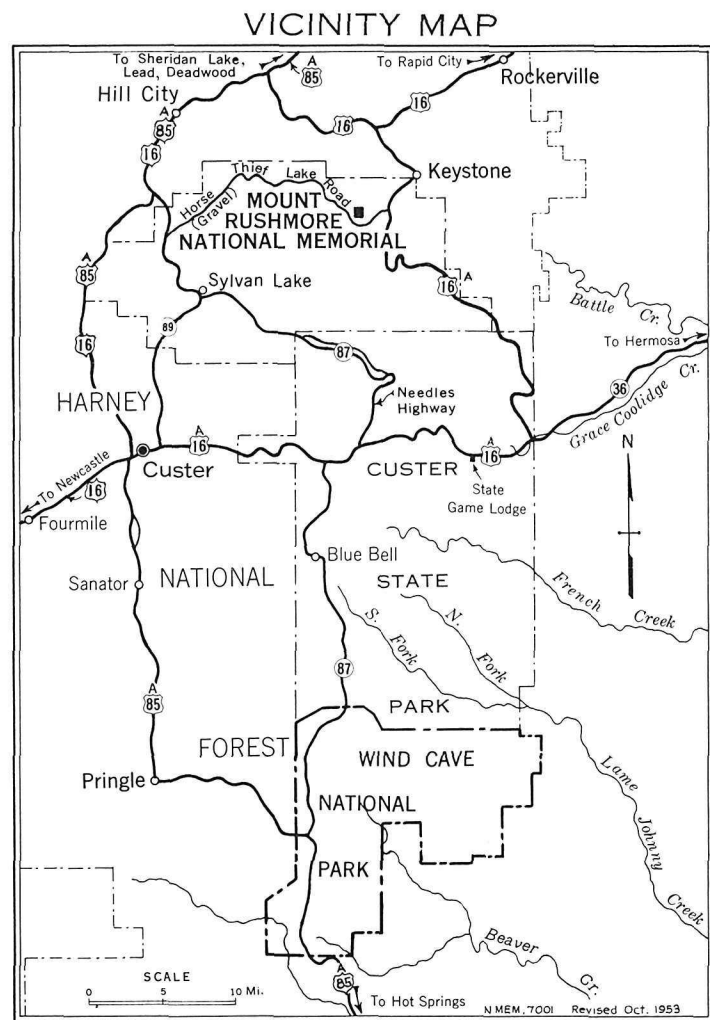 VICINITY MAP
To Sheridan Lake,
Lead, Deadwood
A
85
To Rapid City
Rockerville
Hill City
16
A
85
16
16
Keystone
Horse Thief Lake Road
(Gravel)
MOUNT
RUSHMORE
NATIONAL MEMORIAL
A
85
16
Sylvan Lake
A
16
Battle Cr.
89
87
To Hermosa
36
Grace Coolidge Cr.
HARNEY
Needles
Highway
N
A
16
Custer
CUSTER
A
16
State
Game Lodge
To Newcastle
16
Fourmile
Blue Bell
Sanator
NATIONAL
STATE
French Creek
S. Fork
N. Fork
87
A
85
PARK
FOREST
WIND CAVE
Pringle
NATIONAL
Lame Johnny Creek
PARK
Beaver Cr.
SCALE
0 5 10 Mi.
A
85
To Hot Springs
N MEM. 7001 Revised Oct. 1953